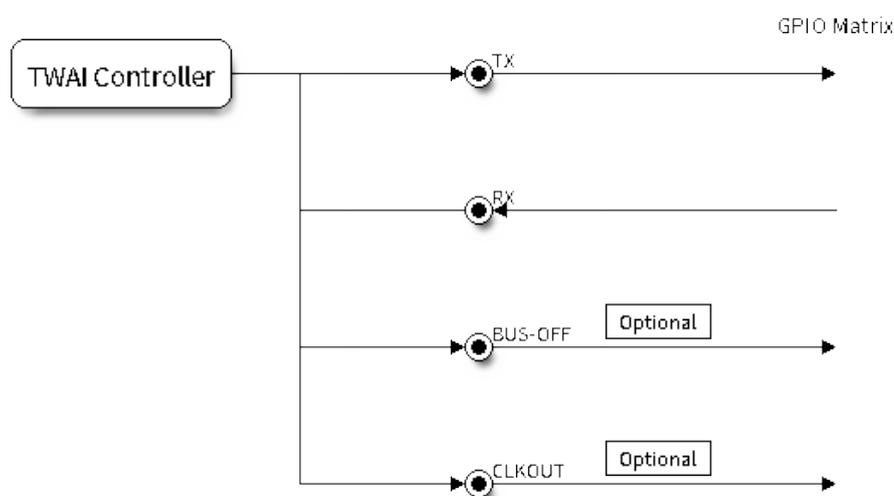 GPIO Matrix
TWAI Controller
TX
RX
BUS-OFF
Optional
CLKOUT
Optional